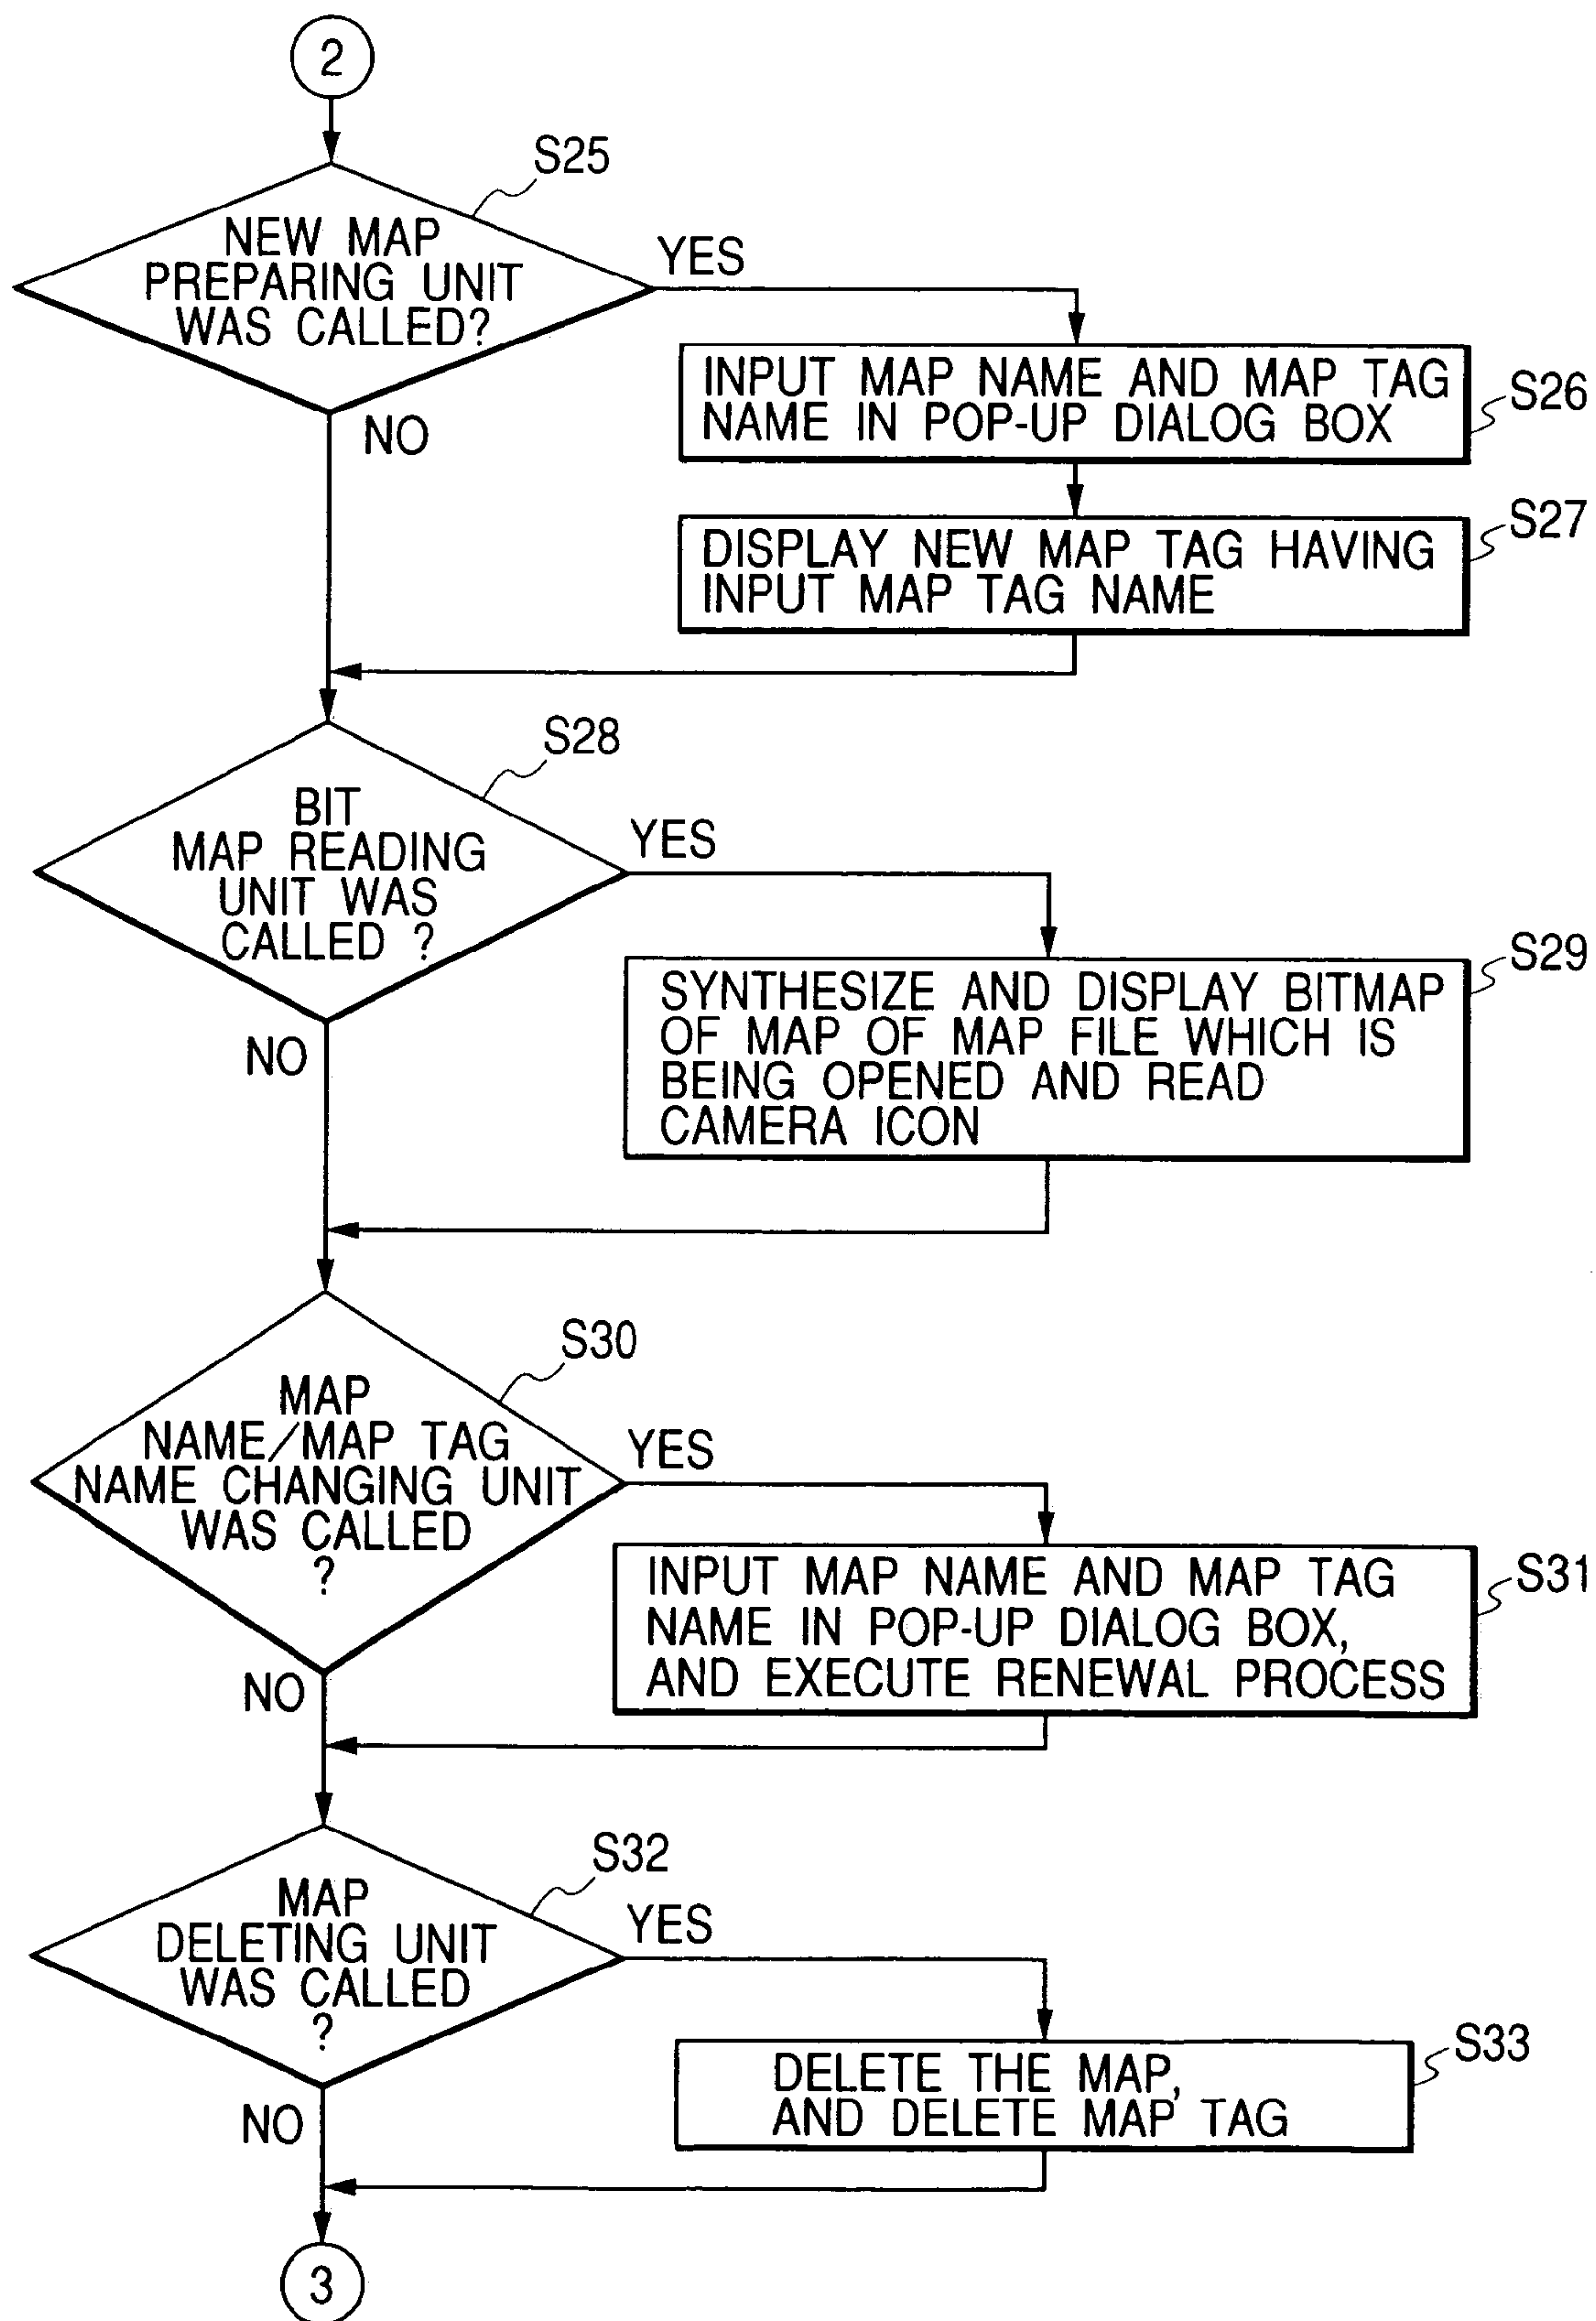 2
S25
NEW MAP
PREPARING UNIT
WAS CALLED?
YES
NO
INPUT MAP NAME AND MAP TAG
NAME IN POP-UP DIALOG BOX
S26
DISPLAY NEW MAP TAG HAVING
INPUT MAP TAG NAME
S27
S28
BIT
MAP READING
UNIT WAS
CALLED ?
YES
NO
SYNTHESIZE AND DISPLAY BITMAP
OF MAP OF MAP FILE WHICH IS
BEING OPENED AND READ
CAMERA ICON
S29
S30
MAP
NAME/MAP TAG
NAME CHANGING UNIT
WAS CALLED
?
YES
NO
INPUT MAP NAME AND MAP TAG
NAME IN POP-UP DIALOG BOX,
AND EXECUTE RENEWAL PROCESS
S31
S32
MAP
DELETING UNIT
WAS CALLED
?
YES
NO
DELETE THE MAP,
AND DELETE MAP TAG
S33
3